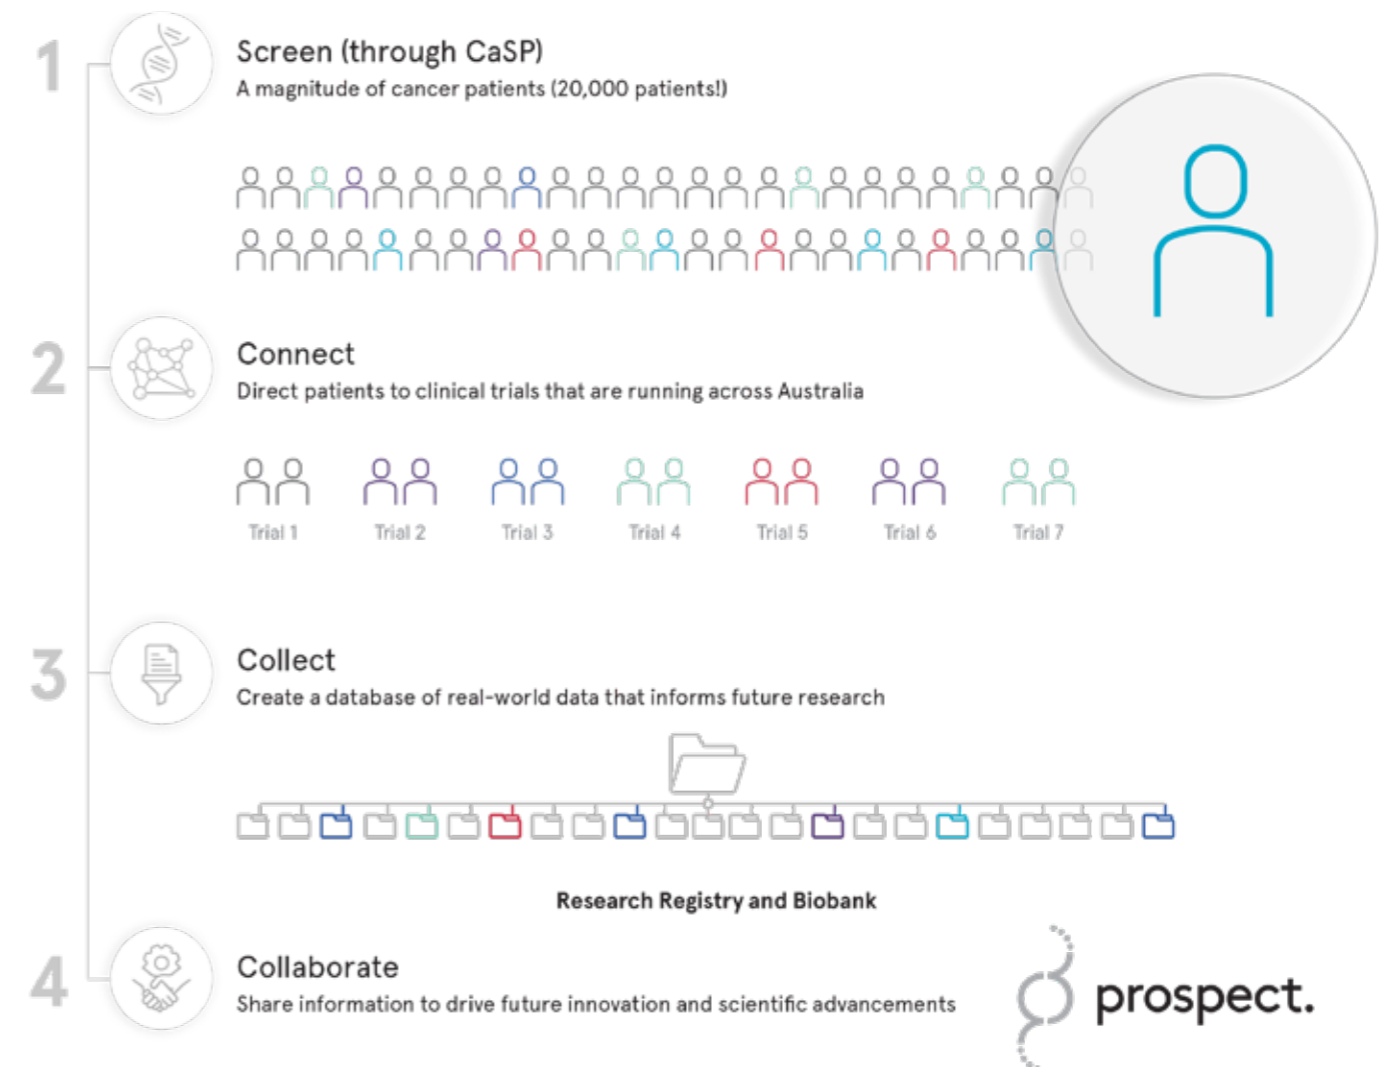 1
Screen (through CaSP)
A magnitude of cancer patients (20,000 patients!)
2
Connect
Direct patients to clinical trials that are running across Australia
Trial 1 Trial 2 Trial 3 Trial 4 Trial 5 Trial 6 Trial 7
3
Collect
Create a database of real-world data that informs future research
Research Registry and Biobank
4
Collaborate
Share information to drive future innovation and scientific advancements
prospect.